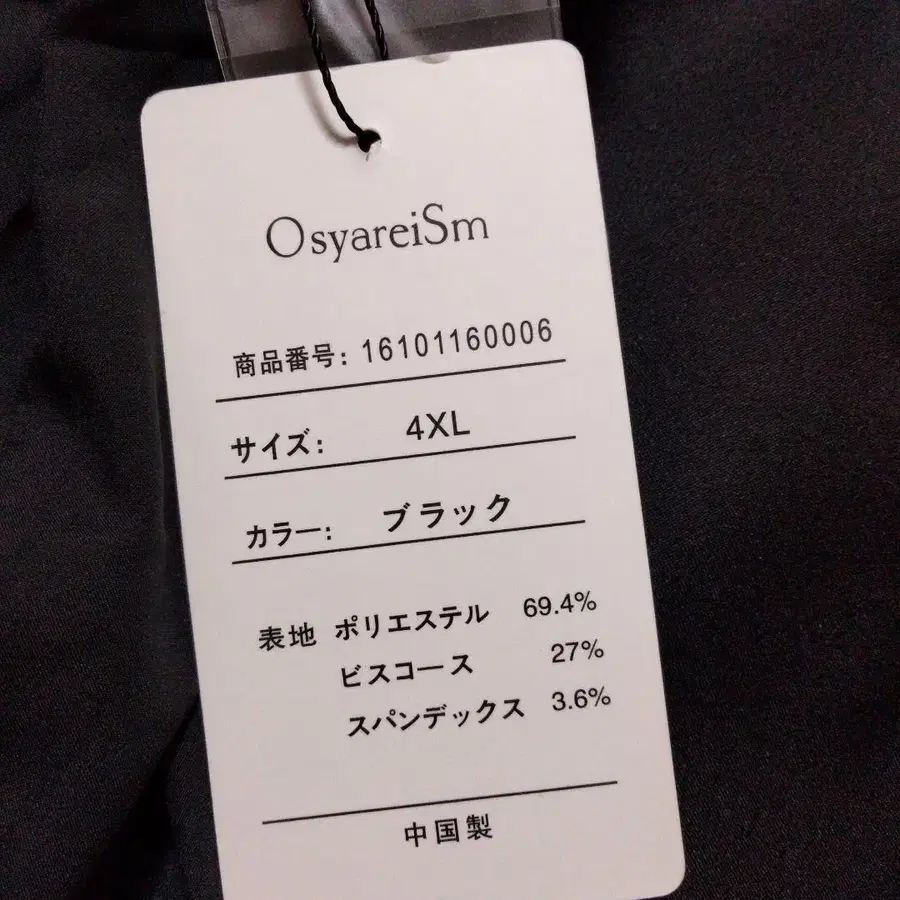 OsyareiSm
商品番号: 16101160006
サイズ: 4XL
カラー: ブラック
表地 ポリエステル 69.4%
ビスコース 27%
スパンデックス 3.6%
中国製